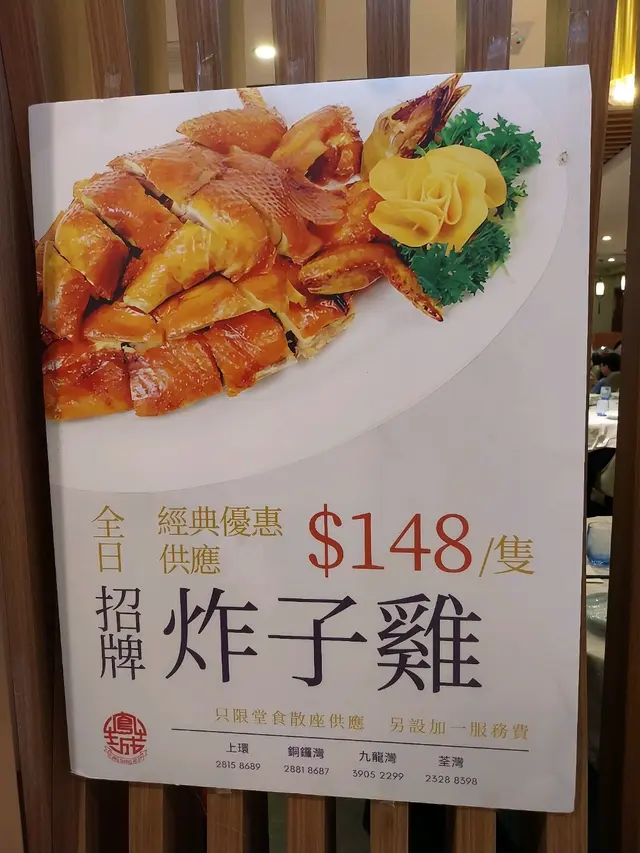 全日
經典優惠
供應
$148/隻
招牌
炸子雞
只限堂食散座供應 另設加一服務費
鳳城
上環 銅鑼灣 九龍灣 荃灣
2815 8689 2881 8687 3905 2299 2328 8398